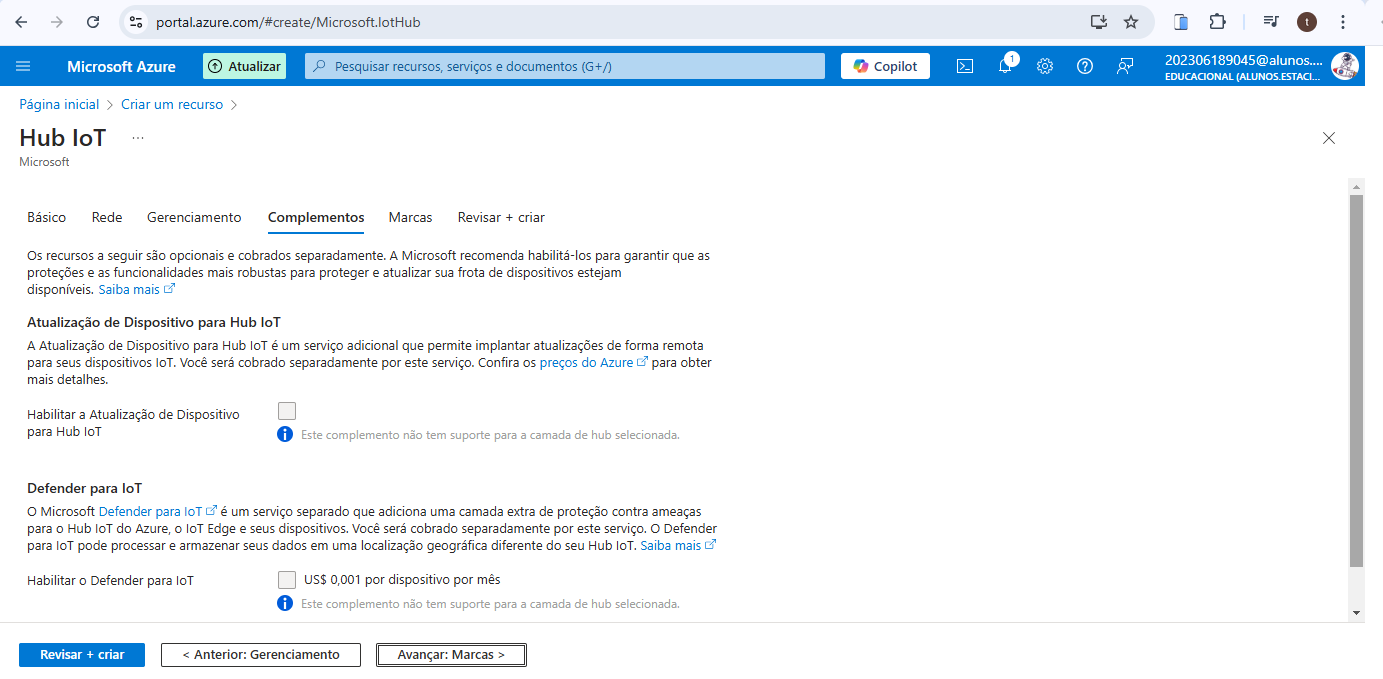 portal.azure.com/#create/Microsoft.IotHub
t
Microsoft Azure
Atualizar
Pesquisar recursos, serviços e documentos (G+/)
Copilot
1
202306189045@alunos....
EDUCACIONAL (ALUNOS.ESTACI...
Página inicial > Criar um recurso >
Hub IoT ...
Microsoft
Básico Rede Gerenciamento Complementos Marcas Revisar + criar
Os recursos a seguir são opcionais e cobrados separadamente. A Microsoft recomenda habilitá-los para garantir que as
proteções e as funcionalidades mais robustas para proteger e atualizar sua frota de dispositivos estejam
disponíveis. Saiba mais
Atualização de Dispositivo para Hub IoT
A Atualização de Dispositivo para Hub IoT é um serviço adicional que permite implantar atualizações de forma remota
para seus dispositivos IoT. Você será cobrado separadamente por este serviço. Confira os preços do Azure para obter
mais detalhes.
Habilitar a Atualização de Dispositivo
para Hub IoT
Este complemento não tem suporte para a camada de hub selecionada.
Defender para IoT
O Microsoft Defender para IoT é um serviço separado que adiciona uma camada extra de proteção contra ameaças
para o Hub IoT do Azure, o IoT Edge e seus dispositivos. Você será cobrado separadamente por este serviço. O Defender
para IoT pode processar e armazenar seus dados em uma localização geográfica diferente do seu Hub IoT. Saiba mais
Habilitar o Defender para IoT
US$ 0,001 por dispositivo por mês
Este complemento não tem suporte para a camada de hub selecionada.
Revisar + criar
< Anterior: Gerenciamento
Avançar: Marcas >